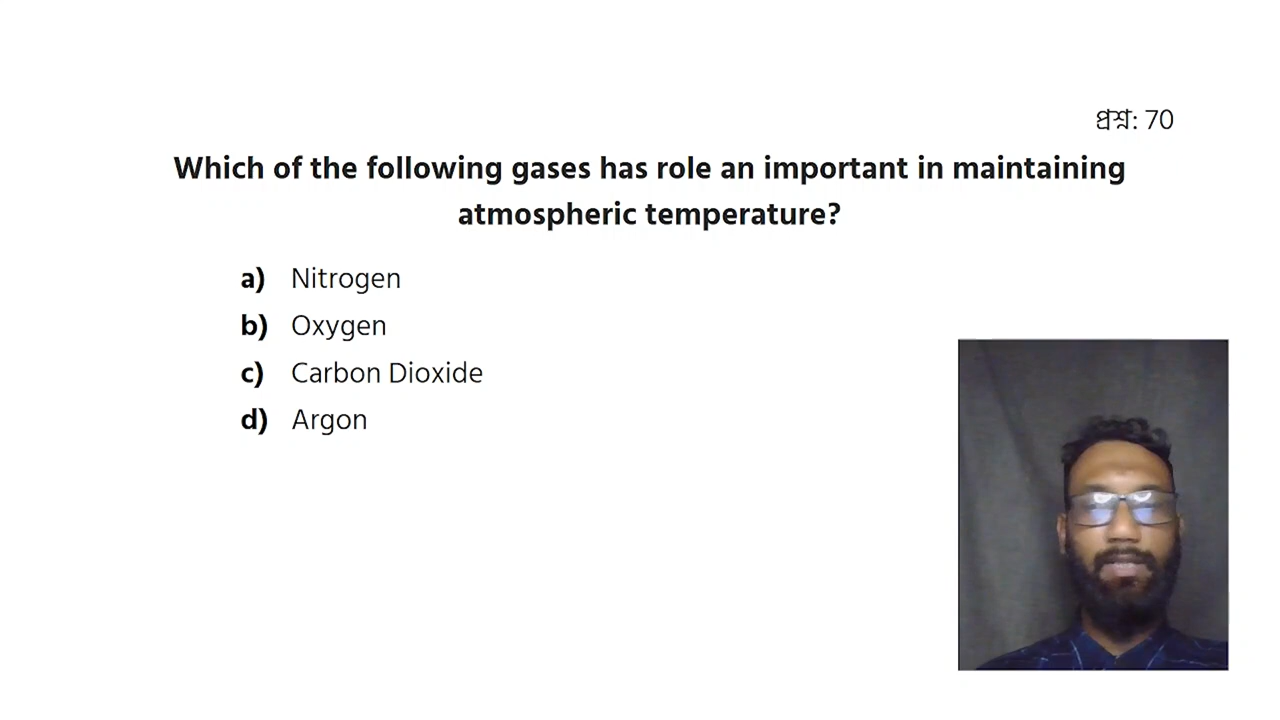 প্রশ্ন: 70
Which of the following gases has role an important in maintaining
atmospheric temperature?
a) Nitrogen
b) Oxygen
c) Carbon Dioxide
d) Argon